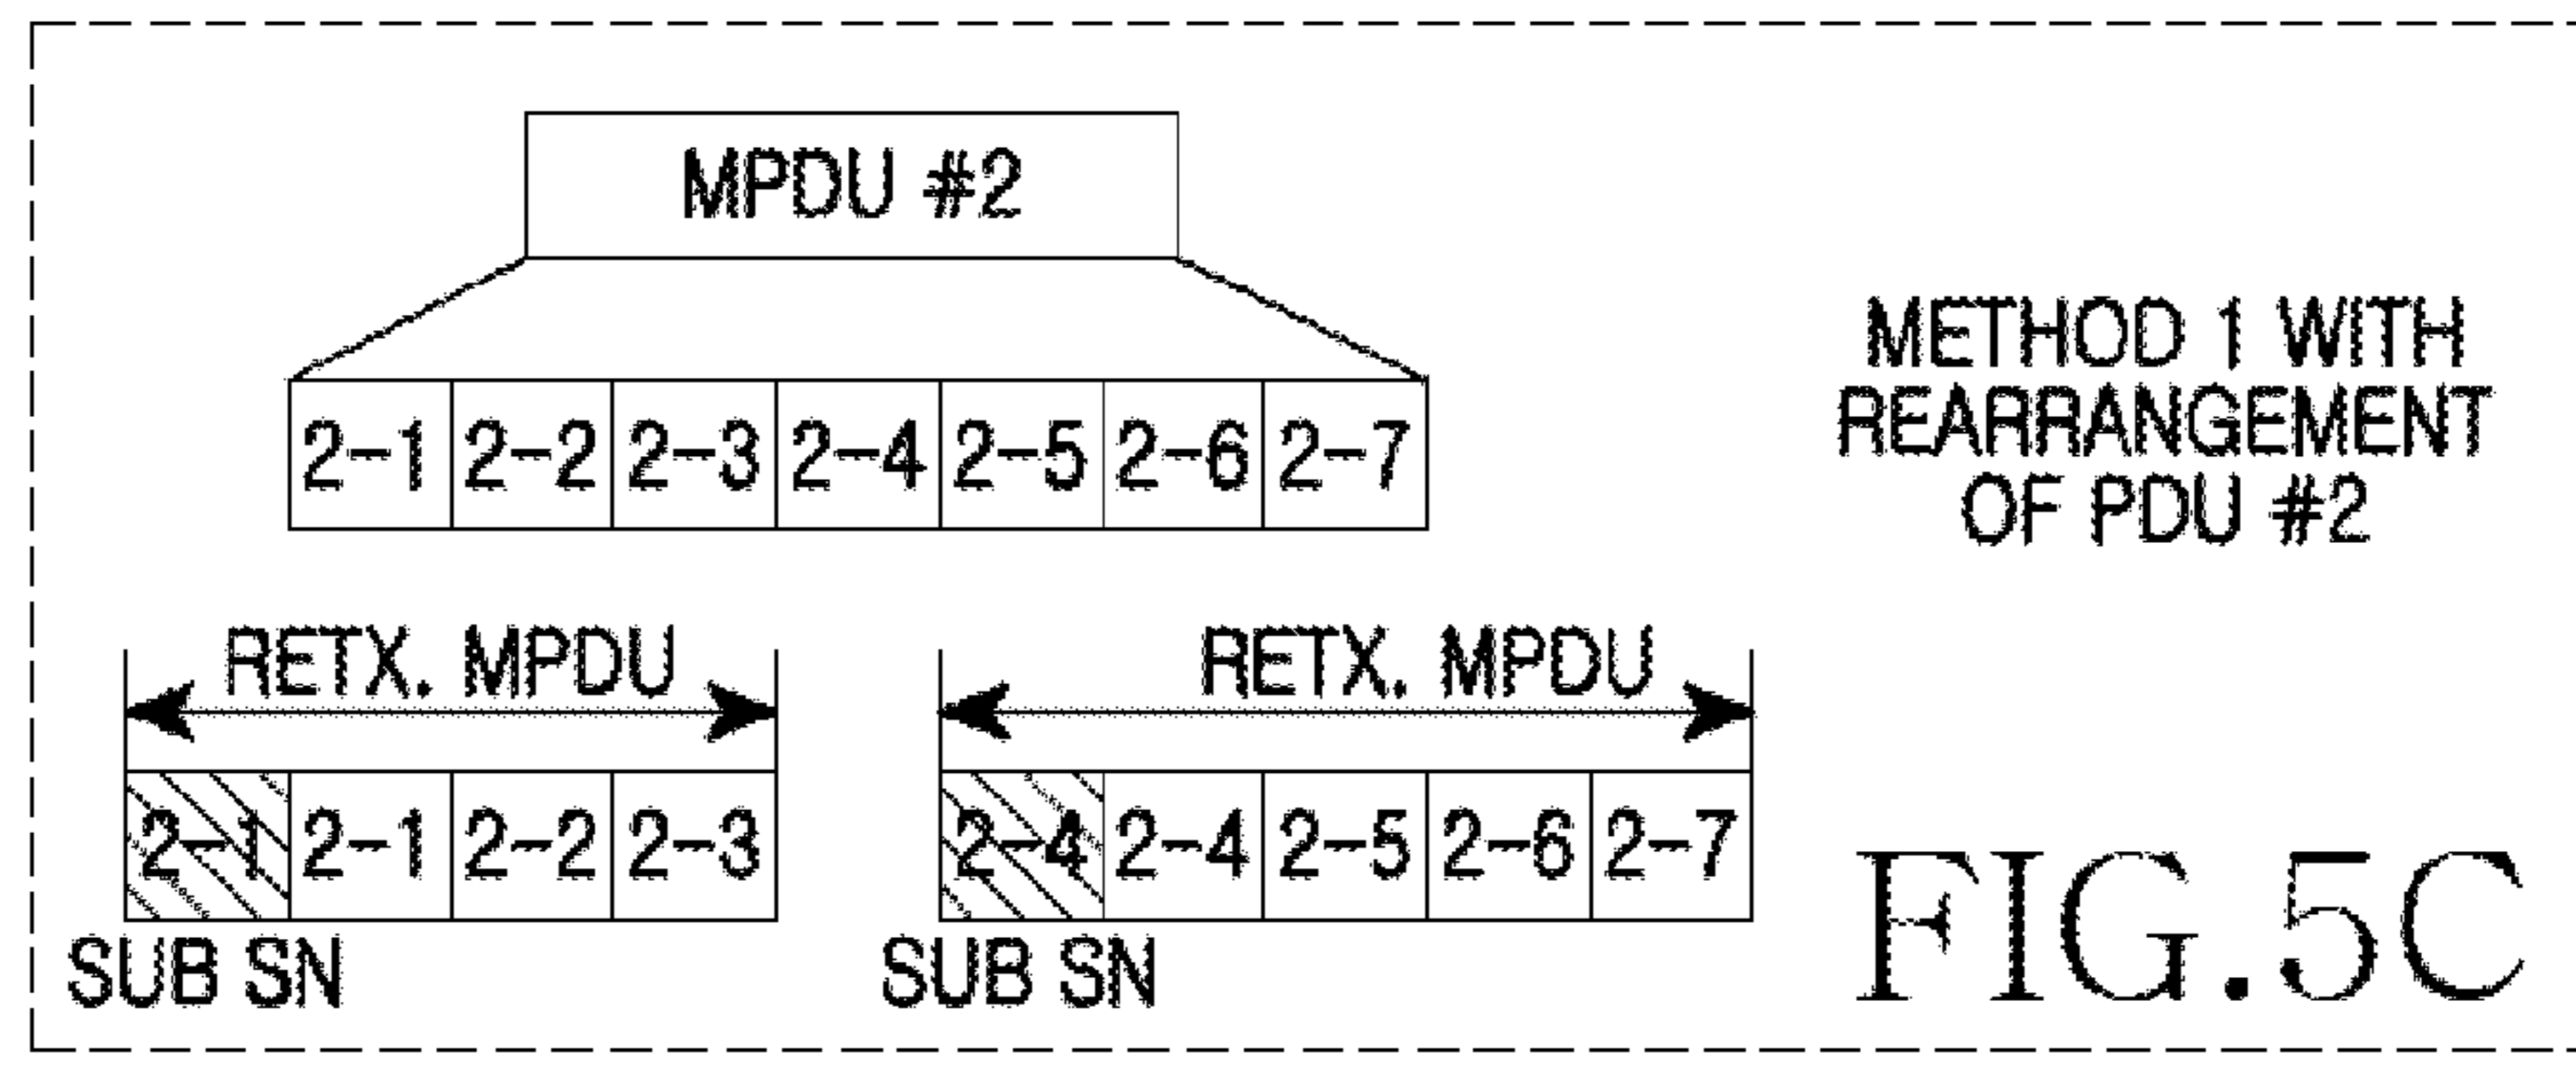 MPDU #2
2-1 2-2 2-3 2-4 2-5 2-6 2-7
METHOD 1 WITH
REARRANGEMENT
OF PDU #2
RETX. MPDU
RETX. MPDU
2-1 2-1 2-2 2-3
2-4 2-4 2-5 2-6 2-7
SUB SN
SUB SN
FIG.5C